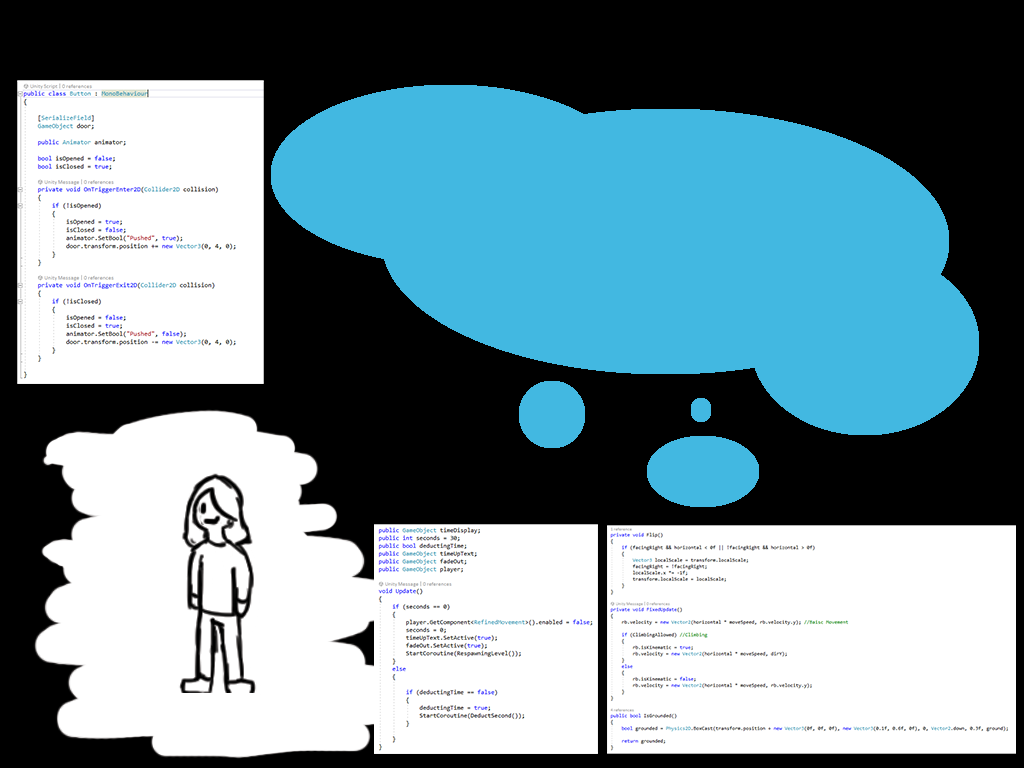 Unity Script | 0 references
public class Button : MonoBehaviour
{
[SerializeField]
GameObject door;
public Animator animator;
bool isOpened = false;
bool isClosed = true;
Unity Message | 0 references
private void OnTriggerEnter2D(Collider2D collision)
{
if (!isOpened)
{
isOpened = true;
isClosed = false;
animator.SetBool("Pushed", true);
door.transform.position += new Vector3(0, 4, 0);
}
}
Unity Message | 0 references
private void OnTriggerExit2D(Collider2D collision)
{
if (!isClosed)
{
isOpened = false;
isClosed = true;
animator.SetBool("Pushed", false);
door.transform.position -= new Vector3(0, 4, 0);
}
}
}
public GameObject timeDisplay;
public int seconds = 30;
public bool deductingTime;
public GameObject timeUpText;
public GameObject fadeOut;
public GameObject player;
Unity Message | 0 references
void Update()
{
if (seconds == 0)
{
player.GetComponent<RefinedMovement>().enabled = false;
seconds = 0;
timeUpText.SetActive(true);
fadeOut.SetActive(true);
StartCoroutine(RespawningLevel());
}
else
{
if (deductingTime == false)
{
deductingTime = true;
StartCoroutine(DeductSecond());
}
}
}
private void Flip()
{
if (facingRight && horizontal < 0f || !facingRight && horizontal > 0f)
{
Vector3 localScale = transform.localScale;
facingRight = !facingRight;
localScale.x *= -1f;
transform.localScale = localScale;
}
}
Unity Message | 0 references
private void FixedUpdate()
{
rb.velocity = new Vector2(horizontal * moveSpeed, rb.velocity.y); //Baisc Movement
if (ClimbingAllowed) //Climbing
{
rb.isKinematic = true;
rb.velocity = new Vector2(horizontal * moveSpeed, dirY);
}
else
{
rb.isKinematic = false;
rb.velocity = new Vector2(horizontal * moveSpeed, rb.velocity.y);
}
}
references
public bool IsGrounded()
{
bool grounded = Physics2D.BoxCast(transform.position + new Vector3(0f, 0f, 0f), new Vector3(0.1f, 0.8f, 0f), 0, Vector2.down, 0.3f, ground);
return grounded;
}